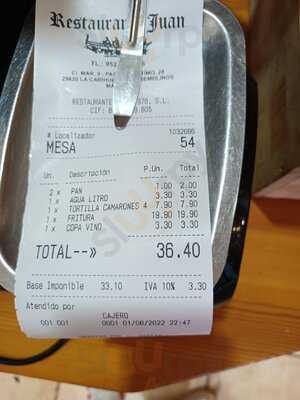 Restaurante Juan
TL.: 952
C/ MAR, 
29620 LA CARIHUELA
RESTAURANTE S.L.
CIF: B
# Localizador 1032086
MESA 54
Un. Descripción P.Un. Total
2 x PAN 1.00 2.00
1 x AGUA LITRO 3.30 3.30
1 x TORTILLA CAMARONES 4 7.90 7.90
1 x FRITURA 19.90 19.90
1 x COPA VINO 3.30 3.30
TOTAL--» 36.40
Base Imponible 33.10 IVA 10% 3.30
Atendido por
CAJERO
001 001 0001 01/08/2022 22:47